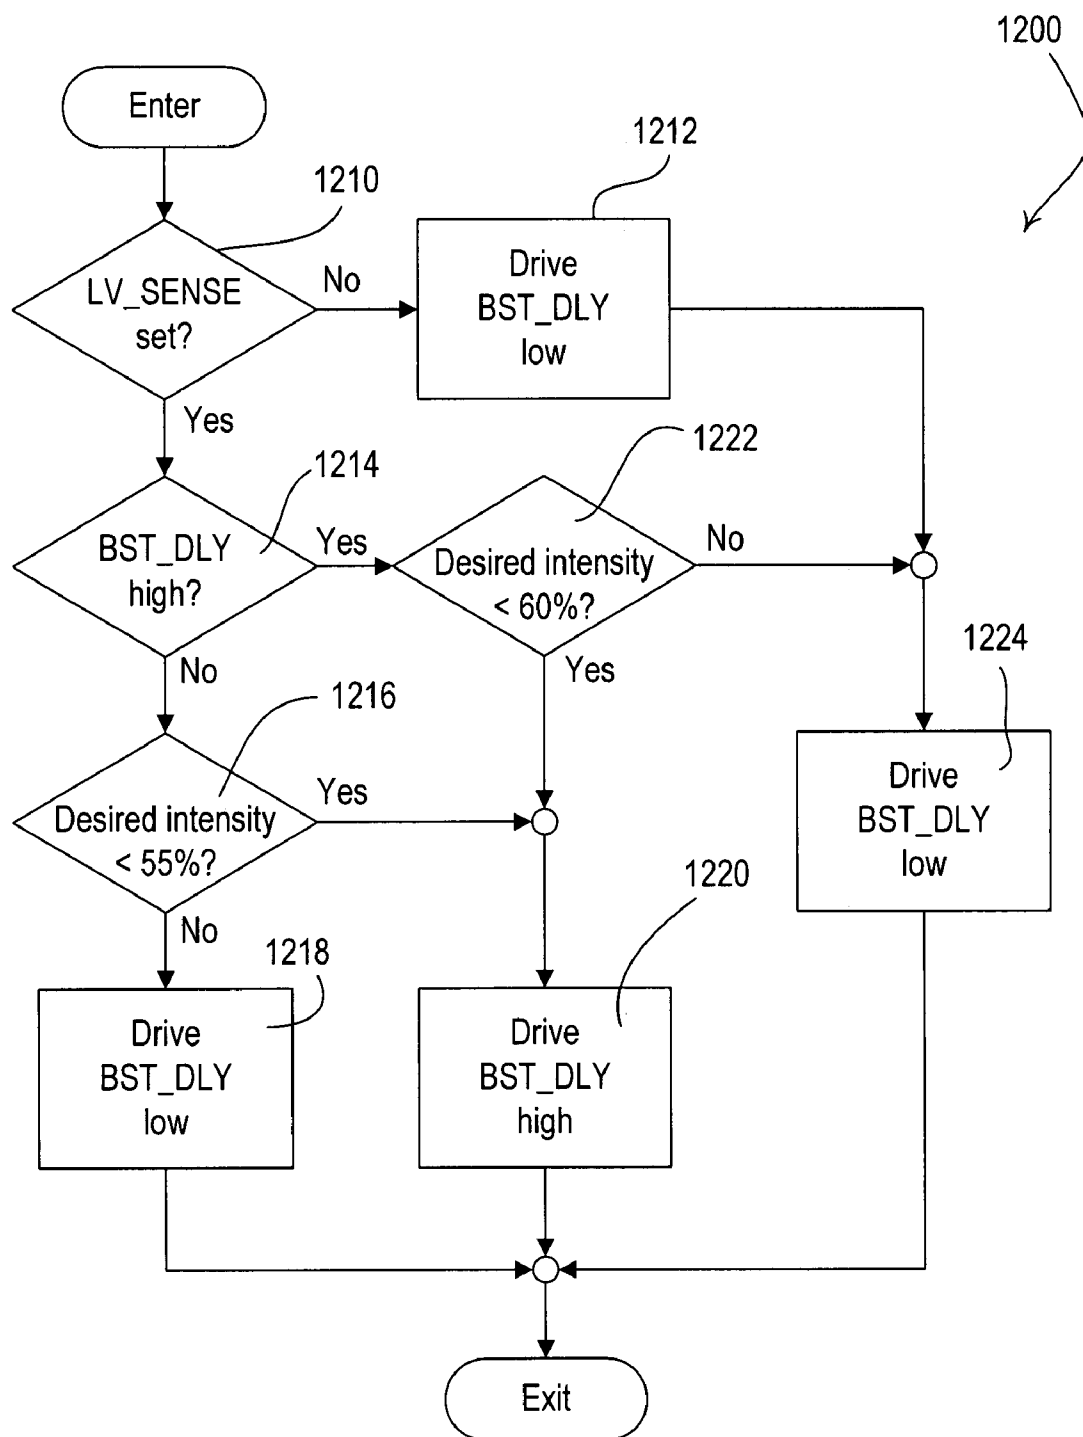 1200
Enter
1210
1212
LV_SENSE
set?
No
Drive
BST_DLY
low
Yes
1214
1222
BST_DLY
high?
Yes
Desired intensity
< 60%?
No
No
Yes
1224
1216
Desired intensity
< 55%?
Yes
Drive
BST_DLY
low
No
1220
1218
Drive
BST_DLY
low
Drive
BST_DLY
high
Exit